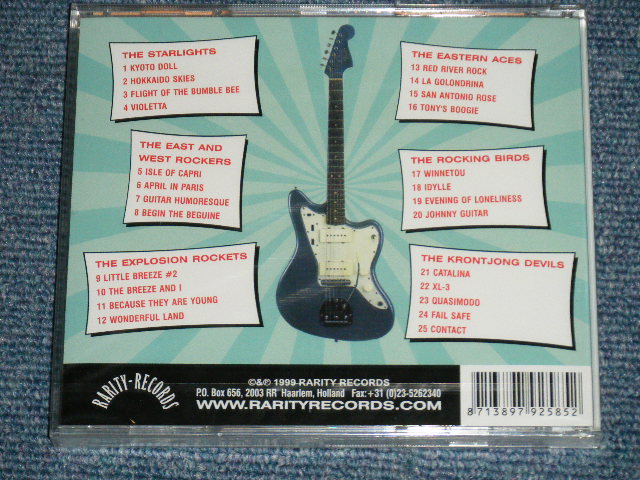 THE STARLIGHTS
1 KYOTO DOLL
2 HOKKAIDO SKIES
3 FLIGHT OF THE BUMBLE BEE
4 VIOLETTA
THE EAST AND
WEST ROCKERS
5 ISLE OF CAPRI
6 APRIL IN PARIS
7 GUITAR HUMORESQUE
8 BEGIN THE BEGUINE
THE EXPLOSION ROCKETS
9 LITTLE BREEZE #2
10 THE BREEZE AND I
11 BECAUSE THEY ARE YOUNG
12 WONDERFUL LAND
THE EASTERN ACES
13 RED RIVER ROCK
14 LA GOLONDRINA
15 SAN ANTONIO ROSE
16 TONY'S BOOGIE
THE ROCKING BIRDS
17 WINNETOU
18 IDYLLE
19 EVENING OF LONELINESS
20 JOHNNY GUITAR
THE KRONTJONG DEVILS
21 CATALINA
22 XL-3
23 QUASIMODO
24 FAIL SAFE
25 CONTACT
RARITY-RECORDS
©&℗ 1999 RARITY RECORDS
P.O. Box 656, 2003 RR Haarlem, Holland Fax:+31 (0)23-5262340
WWW.RARITYRECORDS.COM
8 713897 925852